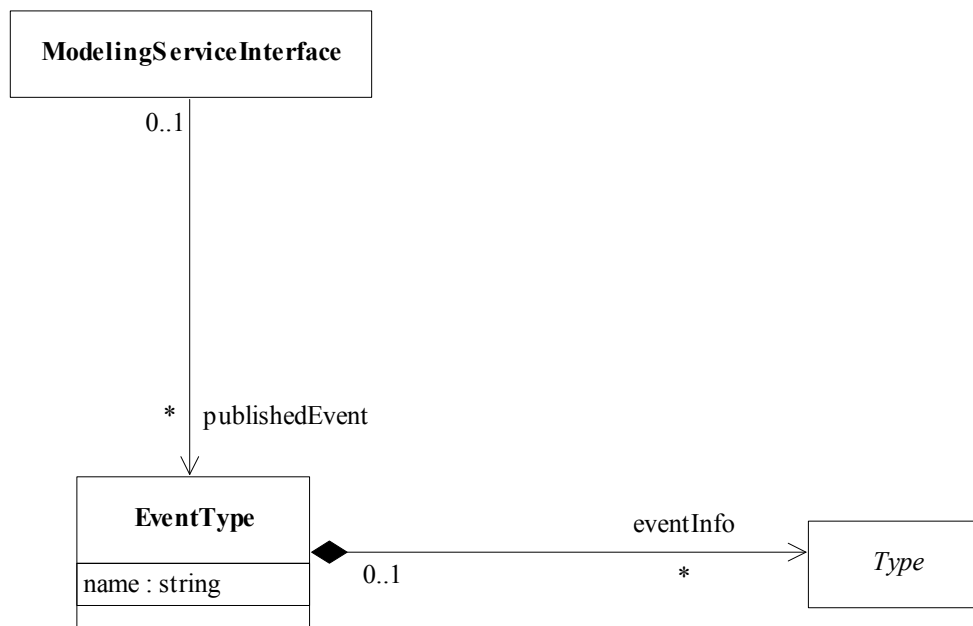 ModelingServiceInterface
0..1
* publishedEvent
EventType
eventInfo
0..1 *
Type
name : string